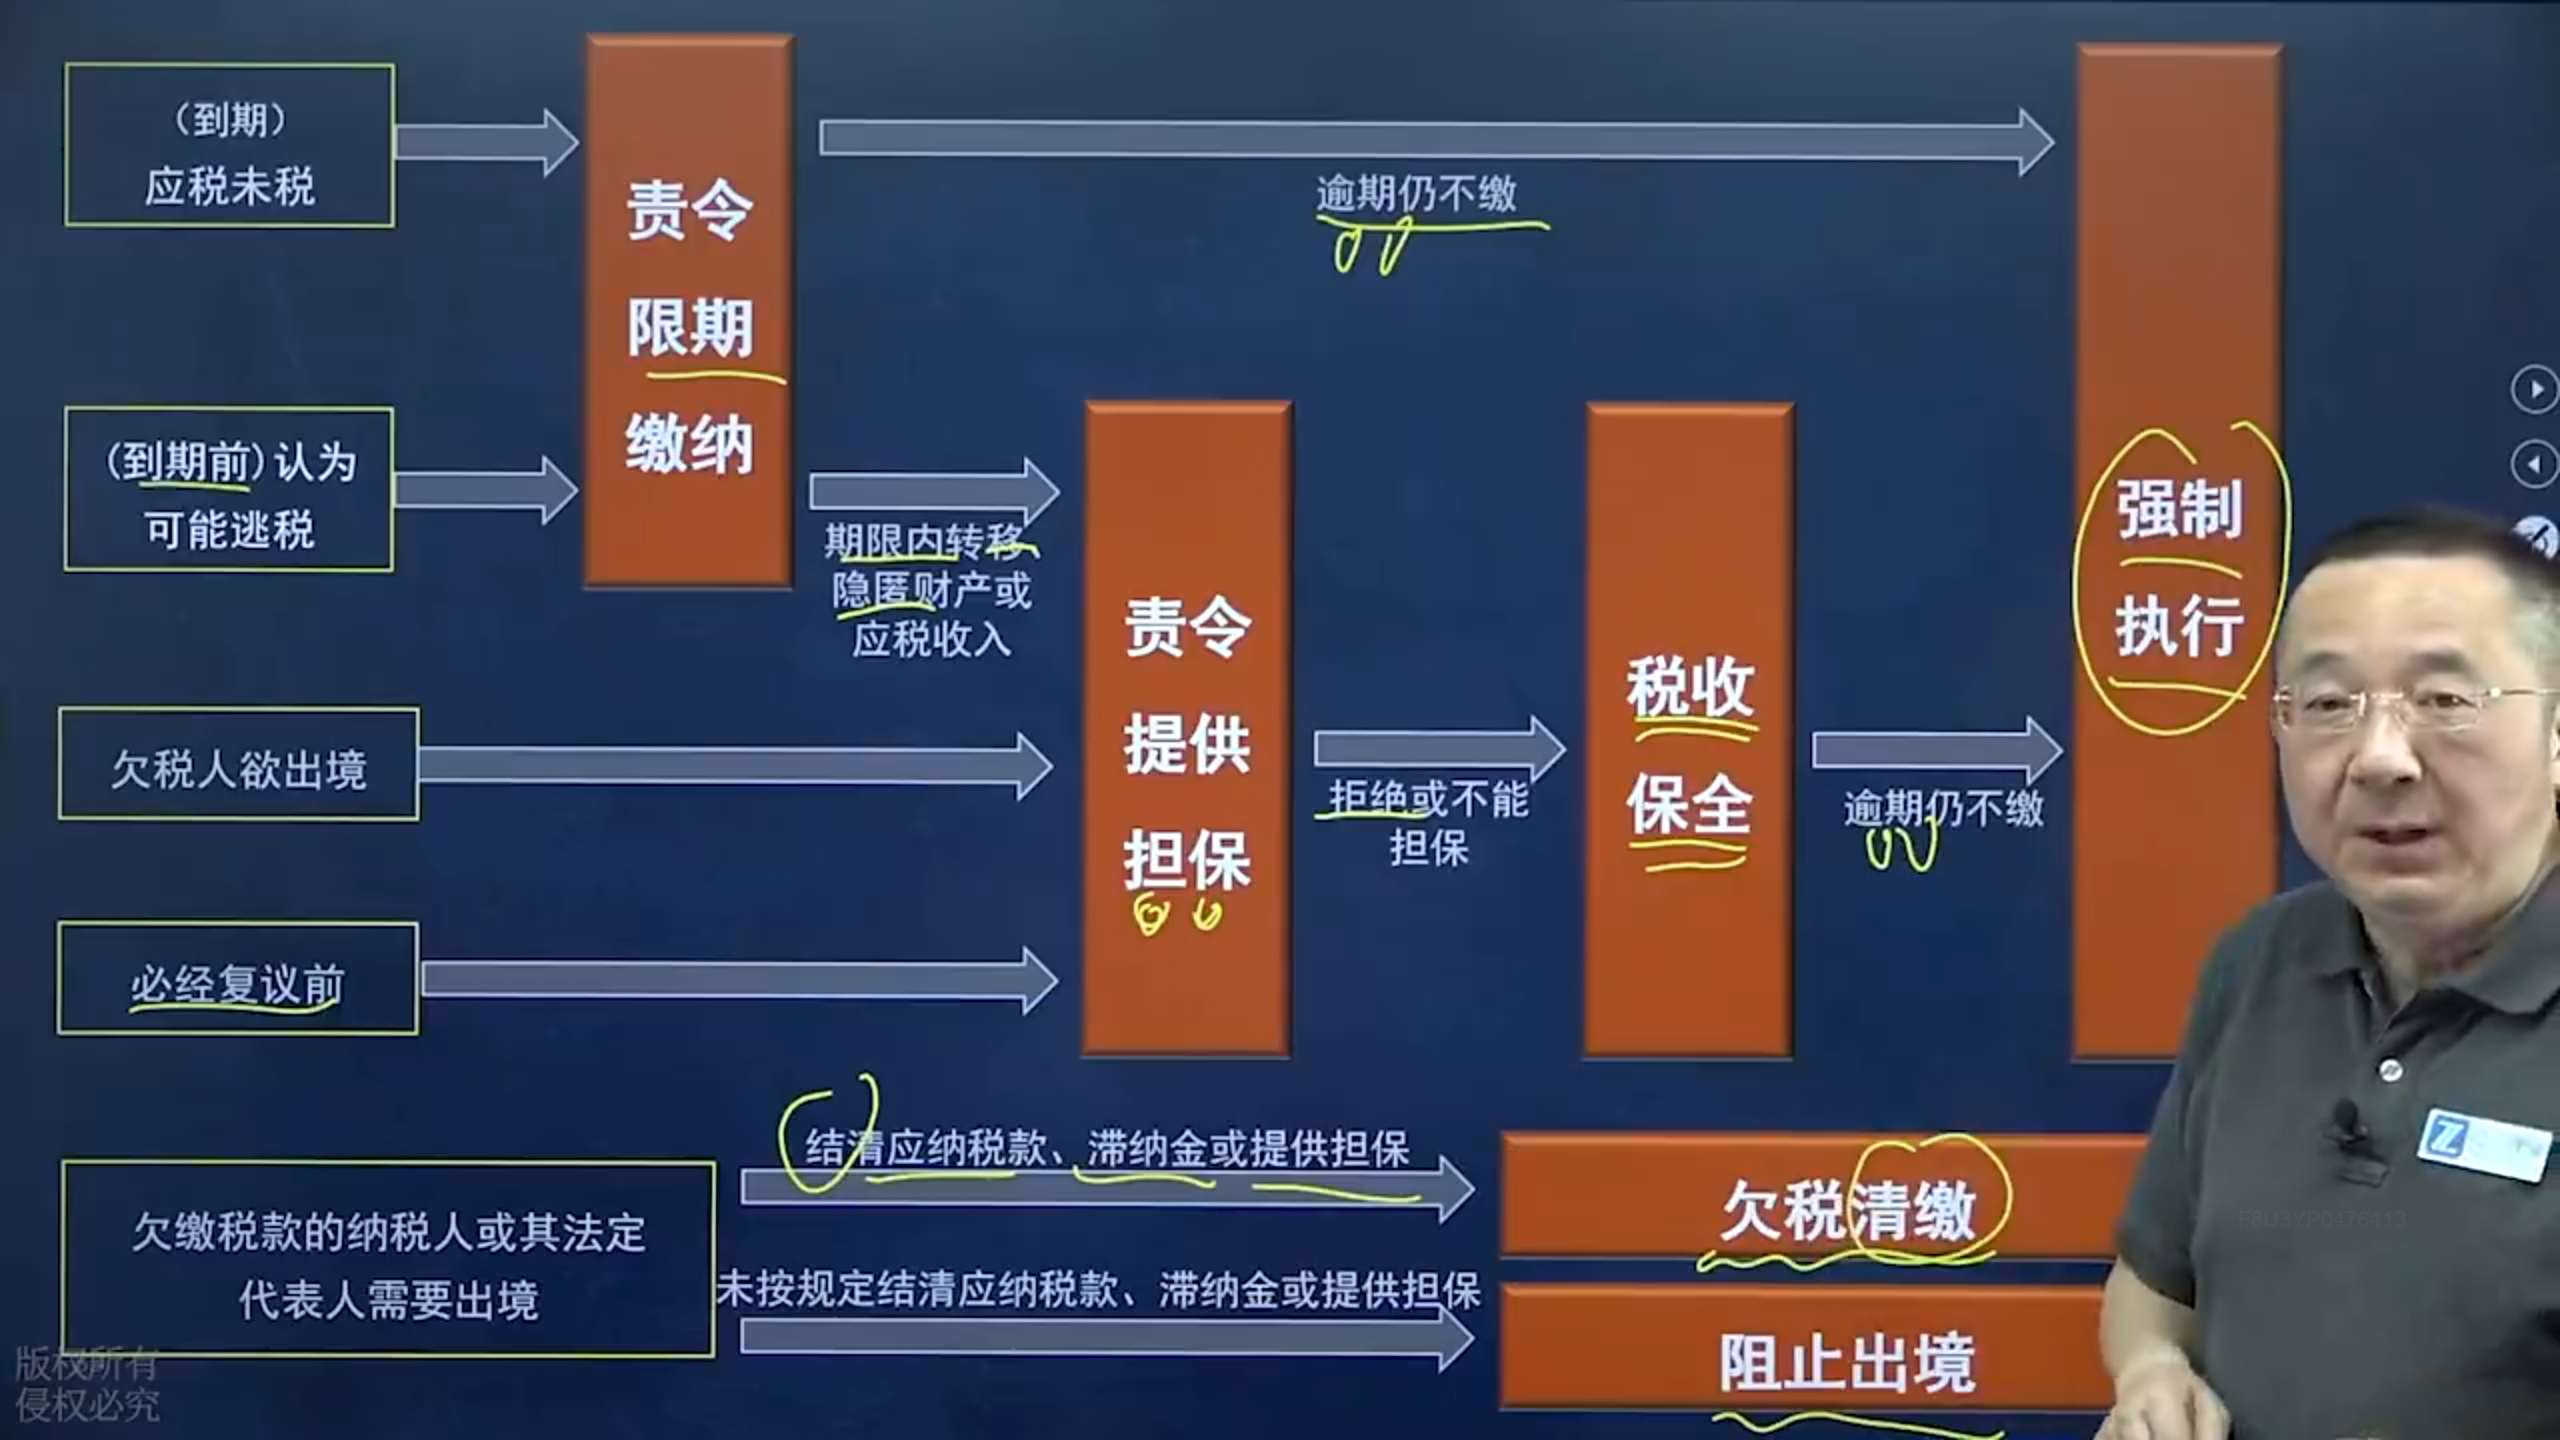 （到期）
应税未税
责令
限期
缴纳
逾期仍不缴
(到期前)认为
可能逃税
期限内转移、
隐匿财产或
应税收入
欠税人欲出境
必经复议前
责令
提供
担保
拒绝或不能
担保
税收
保全
逾期仍不缴
强制
执行
欠缴税款的纳税人或其法定
代表人需要出境
结清应纳税款、滞纳金或提供担保
欠税清缴
未按规定结清应纳税款、滞纳金或提供担保
阻止出境
版权所有
侵权必究